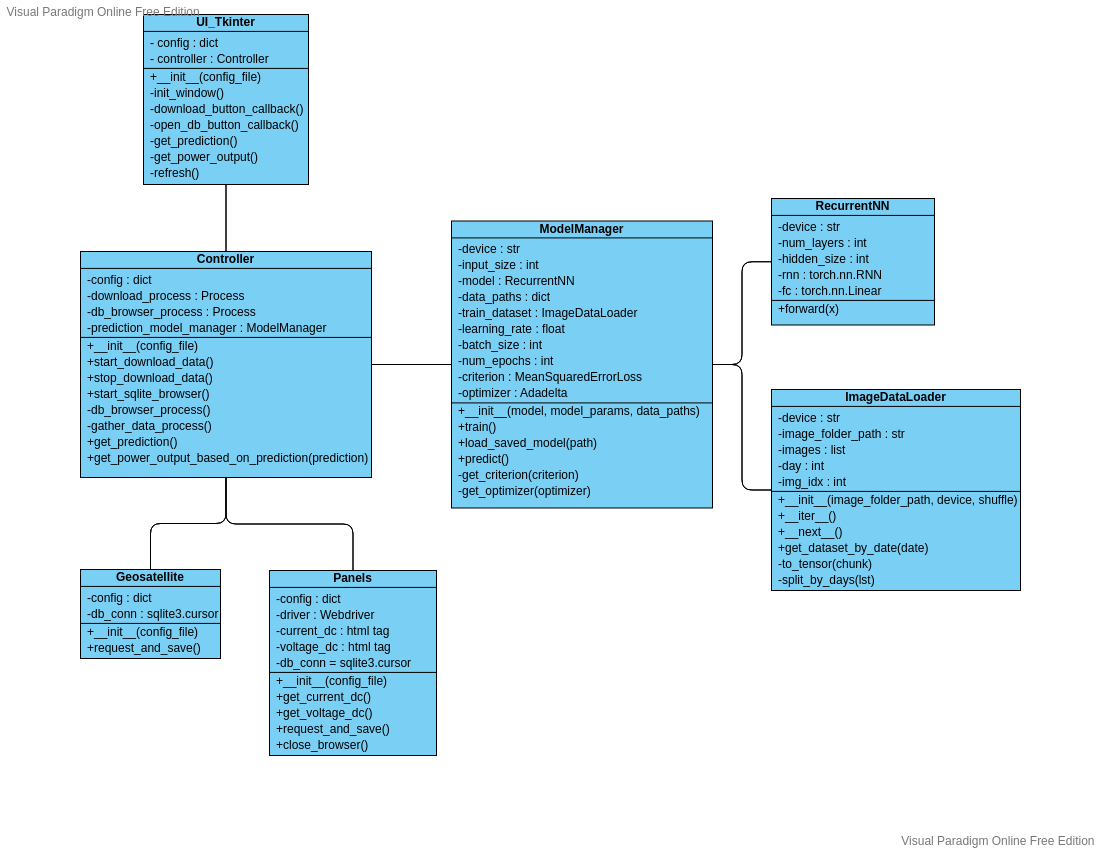 Visual Paradigm Online Free Edition
UI_Tkinter
- config : dict
- controller : Controller
+__init__(config_file)
-init_window()
-download_button_callback()
-open_db_button_callback()
-get_prediction()
-get_power_output()
-refresh()
Controller
-config : dict
-download_process : Process
-db_browser_process : Process
-prediction_model_manager : ModelManager
+__init__(config_file)
+start_download_data()
+stop_download_data()
+start_sqlite_browser()
-db_browser_process()
-gather_data_process()
+get_prediction()
+get_power_output_based_on_prediction(prediction)
ModelManager
-device : str
-input_size : int
-model : RecurrentNN
-data_paths : dict
-train_dataset : ImageDataLoader
-learning_rate : float
-batch_size : int
-num_epochs : int
-criterion : MeanSquaredErrorLoss
-optimizer : Adadelta
+__init__(model, model_params, data_paths)
+train()
+load_saved_model(path)
+predict()
-get_criterion(criterion)
-get_optimizer(optimizer)
RecurrentNN
-device : str
-num_layers : int
-hidden_size : int
-rnn : torch.nn.RNN
-fc : torch.nn.Linear
+forward(x)
ImageDataLoader
-device : str
-image_folder_path : str
-images : list
-day : int
-img_idx : int
+__init__(image_folder_path, device, shuffle)
+__iter__()
+__next__()
+get_dataset_by_date(date)
-to_tensor(chunk)
-split_by_days(lst)
Geosatellite
-config : dict
-db_conn : sqlite3.cursor
+__init__(config_file)
+request_and_save()
Panels
-config : dict
-driver : Webdriver
-current_dc : html tag
-voltage_dc : html tag
-db_conn = sqlite3.cursor
+__init__(config_file)
+get_current_dc()
+get_voltage_dc()
+request_and_save()
+close_browser()
Visual Paradigm Online Free Edition